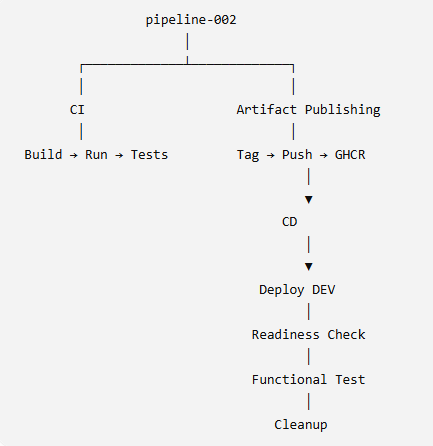 pipeline-002
CI Artifact Publishing
Build → Run → Tests Tag → Push → GHCR
CD
Deploy DEV
Readiness Check
Functional Test
Cleanup